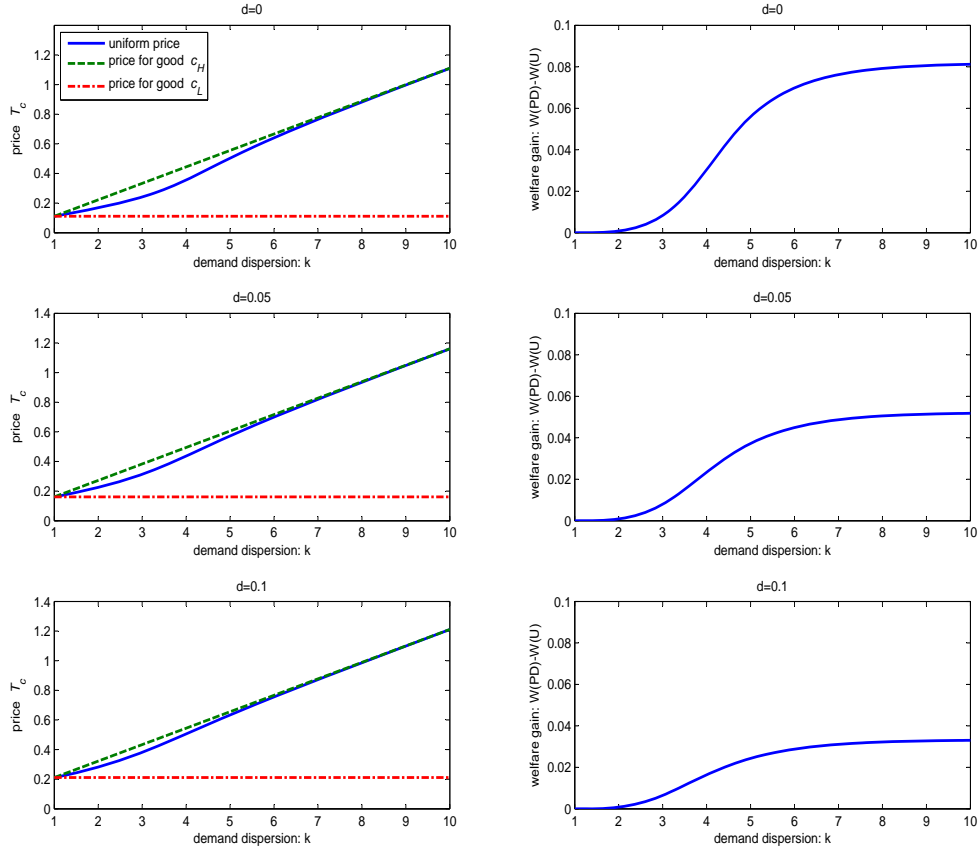 d=0
price T_c
1.2
1
0.8
0.6
0.4
0.2
0
uniform price
price for good c_H
price for good c_L
1 2 3 4 5 6 7 8 9 10
demand dispersion: k
d=0
welfare gain: W(PD)-W(U)
0.1
0.08
0.06
0.04
0.02
0
1 2 3 4 5 6 7 8 9 10
demand dispersion: k
d=0.05
price T_c
1.4
1.2
1
0.8
0.6
0.4
0.2
0
1 2 3 4 5 6 7 8 9 10
demand dispersion: k
d=0.05
welfare gain: W(PD)-W(U)
0.1
0.08
0.06
0.04
0.02
0
1 2 3 4 5 6 7 8 9 10
demand dispersion: k
d=0.1
price T_c
1.4
1.2
1
0.8
0.6
0.4
0.2
0
1 2 3 4 5 6 7 8 9 10
demand dispersion: k
d=0.1
welfare gain: W(PD)-W(U)
0.1
0.08
0.06
0.04
0.02
0
1 2 3 4 5 6 7 8 9 10
demand dispersion: k